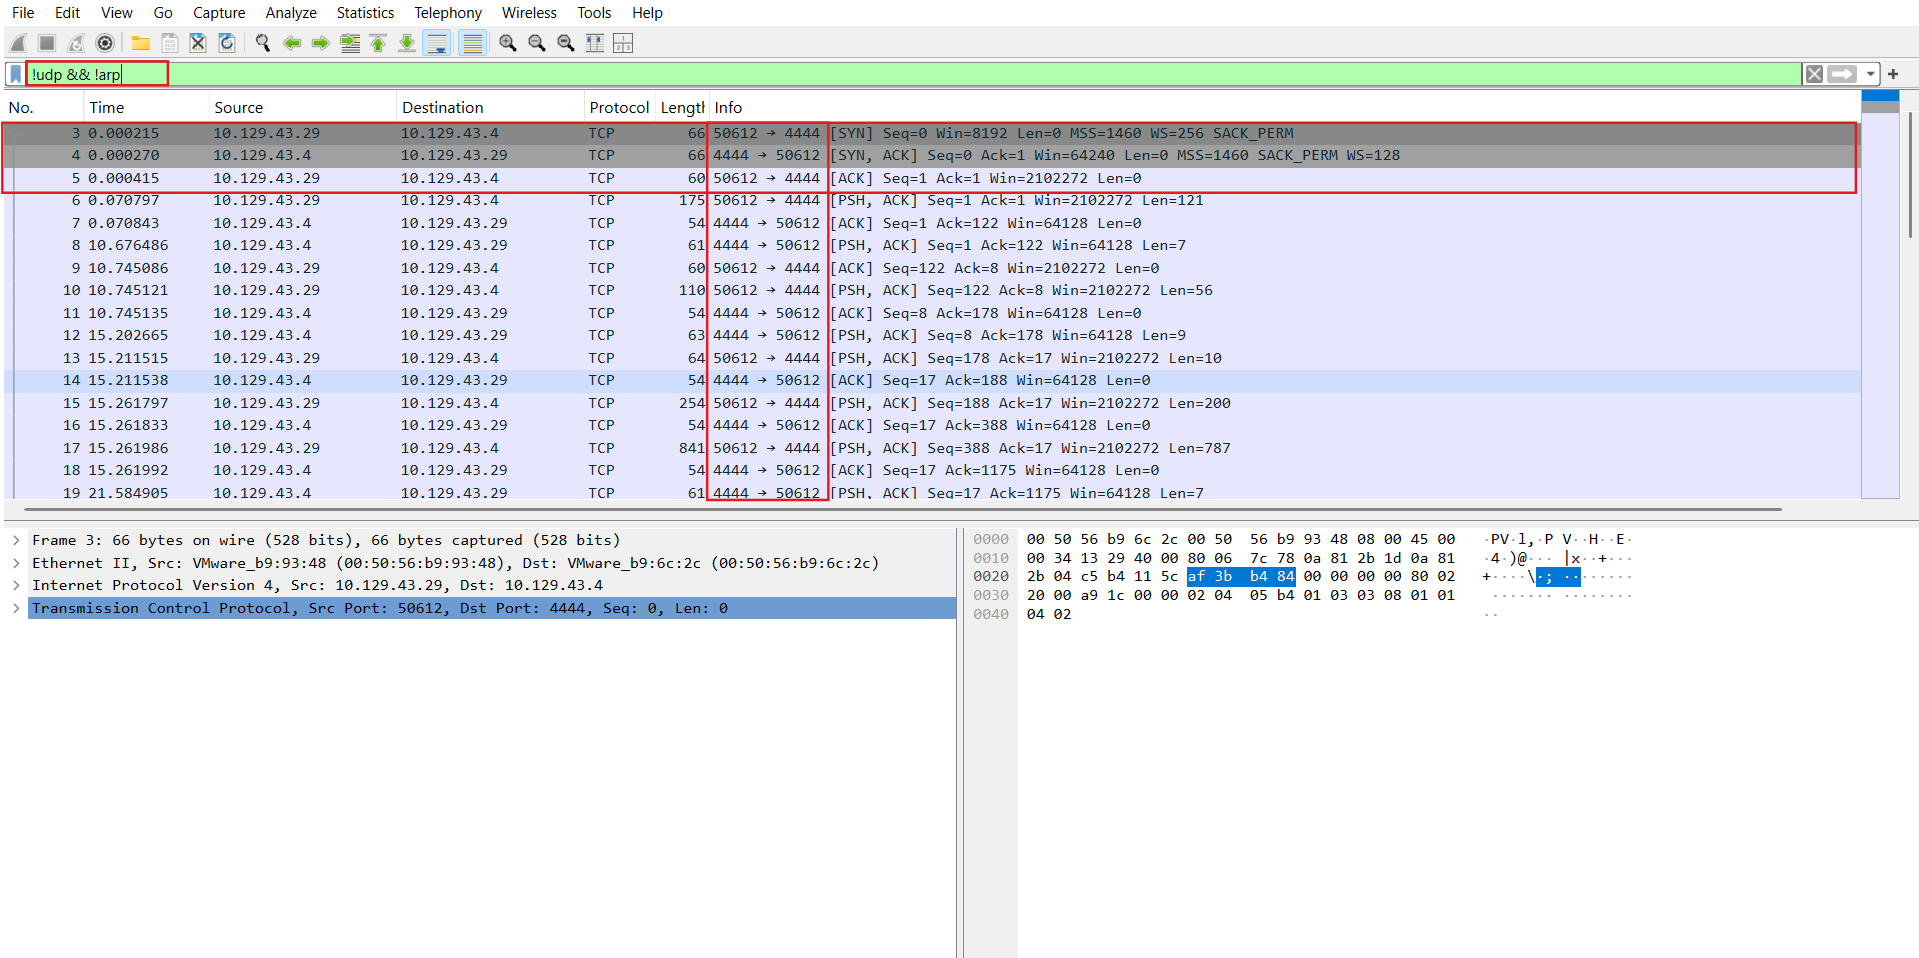 File Edit View Go Capture Analyze Statistics Telephony Wireless Tools Help
!udp && !arp
No. Time Source Destination Protocol Length Info
3 0.000215 10.129.43.29 10.129.43.4 TCP 66 50612 → 4444 [SYN] Seq=0 Win=8192 Len=0 MSS=1460 WS=256 SACK_PERM
4 0.000270 10.129.43.4 10.129.43.29 TCP 66 4444 → 50612 [SYN, ACK] Seq=0 Ack=1 Win=64240 Len=0 MSS=1460 SACK_PERM WS=128
5 0.000415 10.129.43.29 10.129.43.4 TCP 60 50612 → 4444 [ACK] Seq=1 Ack=1 Win=2102272 Len=0
6 0.070797 10.129.43.29 10.129.43.4 TCP 175 50612 → 4444 [PSH, ACK] Seq=1 Ack=1 Win=2102272 Len=121
7 0.070843 10.129.43.4 10.129.43.29 TCP 54 4444 → 50612 [ACK] Seq=1 Ack=122 Win=64128 Len=0
8 10.676486 10.129.43.4 10.129.43.29 TCP 61 4444 → 50612 [PSH, ACK] Seq=1 Ack=122 Win=64128 Len=7
9 10.745086 10.129.43.29 10.129.43.4 TCP 60 50612 → 4444 [ACK] Seq=122 Ack=8 Win=2102272 Len=0
10 10.745121 10.129.43.29 10.129.43.4 TCP 110 50612 → 4444 [PSH, ACK] Seq=122 Ack=8 Win=2102272 Len=56
11 10.745135 10.129.43.4 10.129.43.29 TCP 54 4444 → 50612 [ACK] Seq=8 Ack=178 Win=64128 Len=0
12 15.202665 10.129.43.4 10.129.43.29 TCP 63 4444 → 50612 [PSH, ACK] Seq=8 Ack=178 Win=64128 Len=9
13 15.211515 10.129.43.29 10.129.43.4 TCP 64 50612 → 4444 [PSH, ACK] Seq=178 Ack=17 Win=2102272 Len=10
14 15.211538 10.129.43.4 10.129.43.29 TCP 54 4444 → 50612 [ACK] Seq=17 Ack=188 Win=64128 Len=0
15 15.261797 10.129.43.29 10.129.43.4 TCP 254 50612 → 4444 [PSH, ACK] Seq=188 Ack=17 Win=2102272 Len=200
16 15.261833 10.129.43.4 10.129.43.29 TCP 54 4444 → 50612 [ACK] Seq=17 Ack=388 Win=64128 Len=0
17 15.261986 10.129.43.29 10.129.43.4 TCP 841 50612 → 4444 [PSH, ACK] Seq=388 Ack=17 Win=2102272 Len=787
18 15.261992 10.129.43.4 10.129.43.29 TCP 54 4444 → 50612 [ACK] Seq=17 Ack=1175 Win=64128 Len=0
19 21.584905 10.129.43.4 10.129.43.29 TCP 61 4444 → 50612 [PSH, ACK] Seq=17 Ack=1175 Win=64128 Len=7
Frame 3: 66 bytes on wire (528 bits), 66 bytes captured (528 bits)
Ethernet II, Src: VMware_b9:93:48 (00:50:56:b9:93:48), Dst: VMware_b9:6c:2c (00:50:56:b9:6c:2c)
Internet Protocol Version 4, Src: 10.129.43.29, Dst: 10.129.43.4
Transmission Control Protocol, Src Port: 50612, Dst Port: 4444, Seq: 0, Len: 0
0000 00 50 56 b9 6c 2c 00 50 56 b9 93 48 08 00 45 00 ·PV·l,·P V··H··E·
0010 00 34 13 29 40 00 80 06 7c 78 0a 81 2b 1d 0a 81 ·4·)@··· |x··+···
0020 2b 04 c5 b4 11 5c af 3b b4 84 00 00 00 00 80 02 +····\·; ········
0030 20 00 a9 1c 00 00 02 04 05 b4 01 03 03 08 01 01 ······· ········
0040 04 02 ··